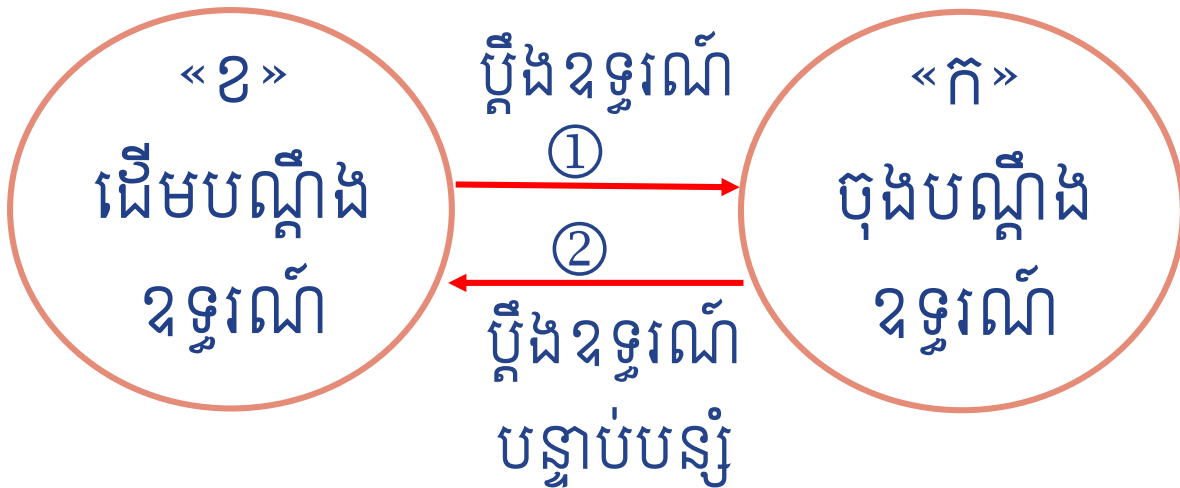 «ខ»
ដើមបណ្ដឹង
ឧទ្ធរណ៍
ប្ដឹងឧទ្ធរណ៍
①
②
ប្ដឹងឧទ្ធរណ៍
បន្ទាប់បន្សំ
«ក»
ចុងបណ្ដឹង
ឧទ្ធរណ៍